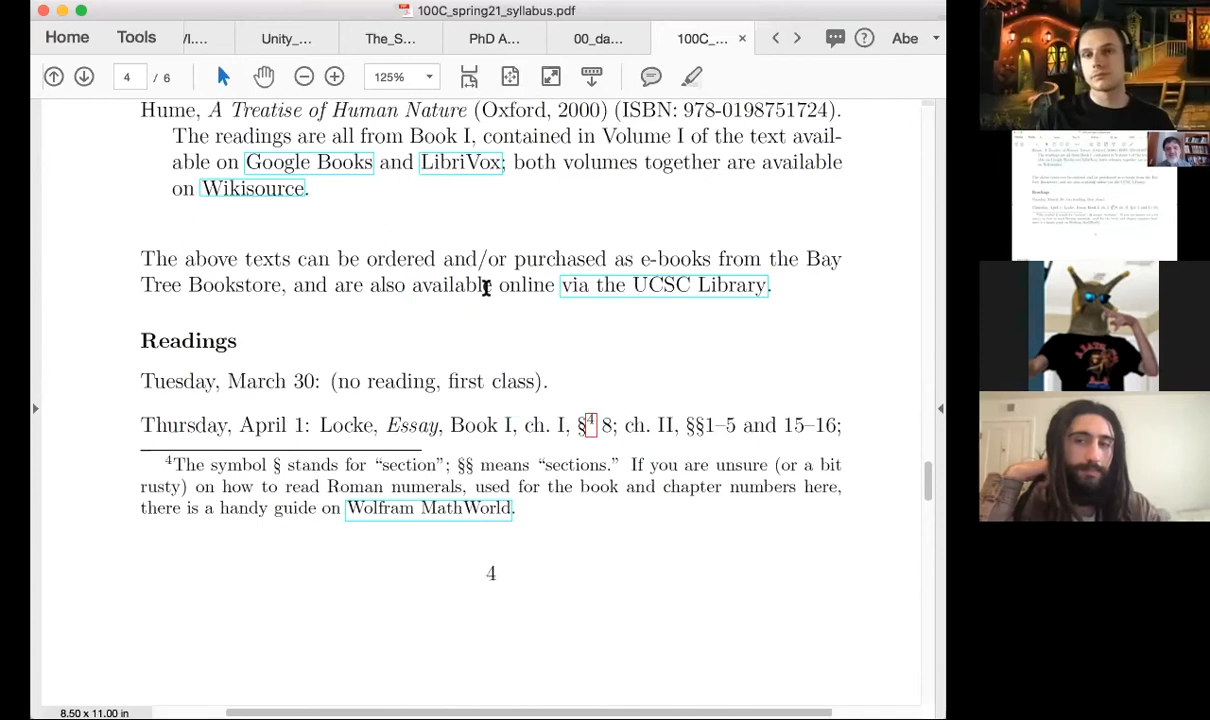 100C_spring21_syllabus.pdf
Home Tools VI.... Unity_... The_S... PhD A... 00_da... 100C_... × Abe
4 / 6 125%
Hume, A Treatise of Human Nature (Oxford, 2000) (ISBN: 978-0198751724).
The readings are all from Book I, contained in Volume I of the text avail-
able on Google Books and LibriVox; both volumes together are available
on Wikisource.
The above texts can be ordered and/or purchased as e-books from the Bay
Tree Bookstore, and are also available online via the UCSC Library.
Readings
Tuesday, March 30: (no reading, first class).
Thursday, April 1: Locke, Essay, Book I, ch. I, §4 8; ch. II, §§1–5 and 15–16;
4The symbol § stands for “section”; §§ means “sections.” If you are unsure (or a bit
rusty) on how to read Roman numerals, used for the book and chapter numbers here,
there is a handy guide on Wolfram MathWorld.
4
8.50 x 11.00 in